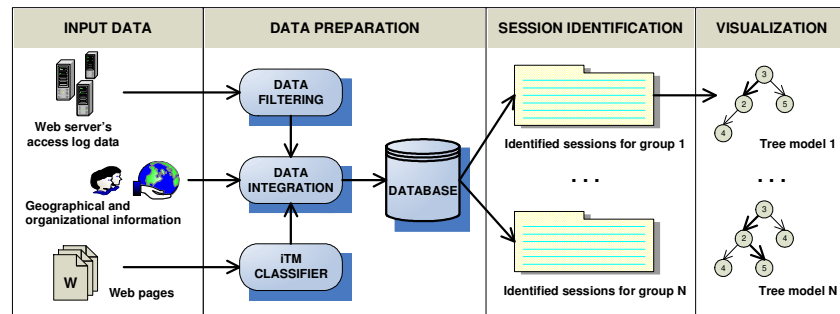 INPUT DATA
DATA PREPARATION
SESSION IDENTIFICATION
VISUALIZATION
Web server's
access log data
Geographical and
organizational information
W
Web pages
DATA
FILTERING
DATA
INTEGRATION
iTM
CLASSIFIER
DATABASE
Identified sessions for group 1
. . .
Identified sessions for group N
3
2
5
4
Tree model 1
. . .
3
2
4
4
5
Tree model N